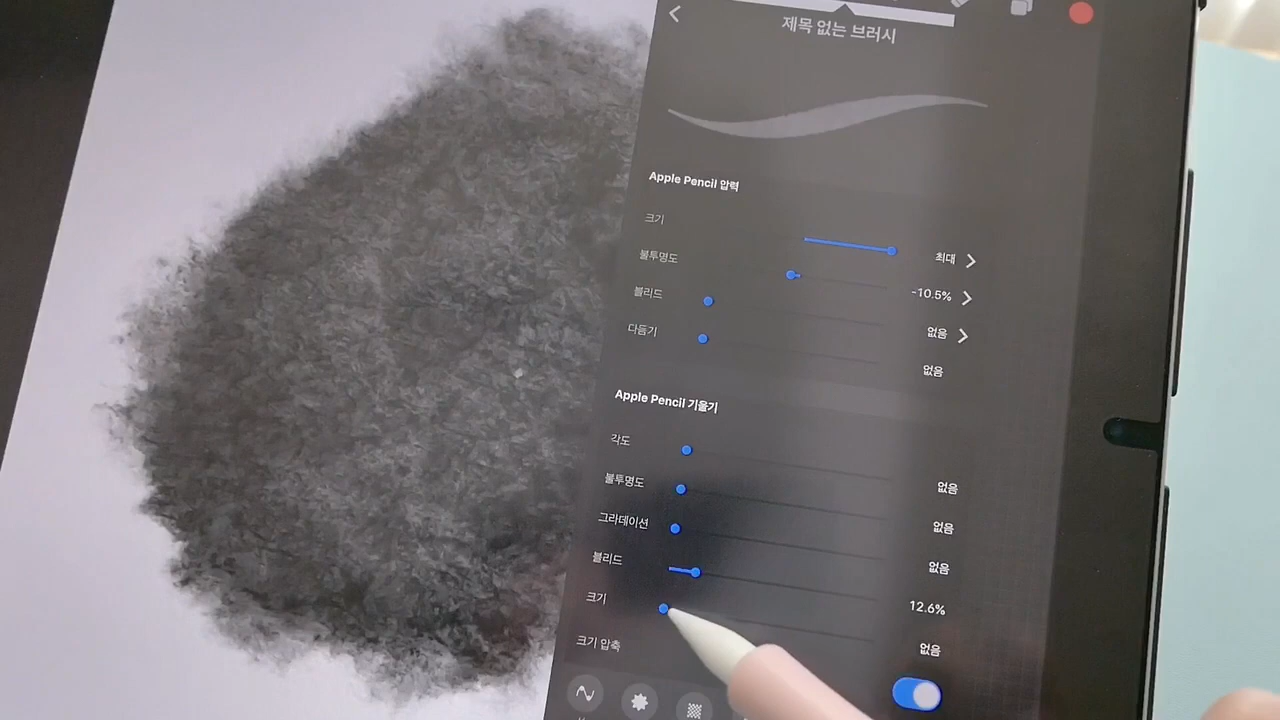 제목 없는 브러시
Apple Pencil 압력
크기 최대
불투명도 -10.5%
블리드 없음
다듬기 없음
Apple Pencil 기울기
각도 없음
불투명도 없음
그라데이션 없음
블리드 12.6%
크기 없음
크기 압축